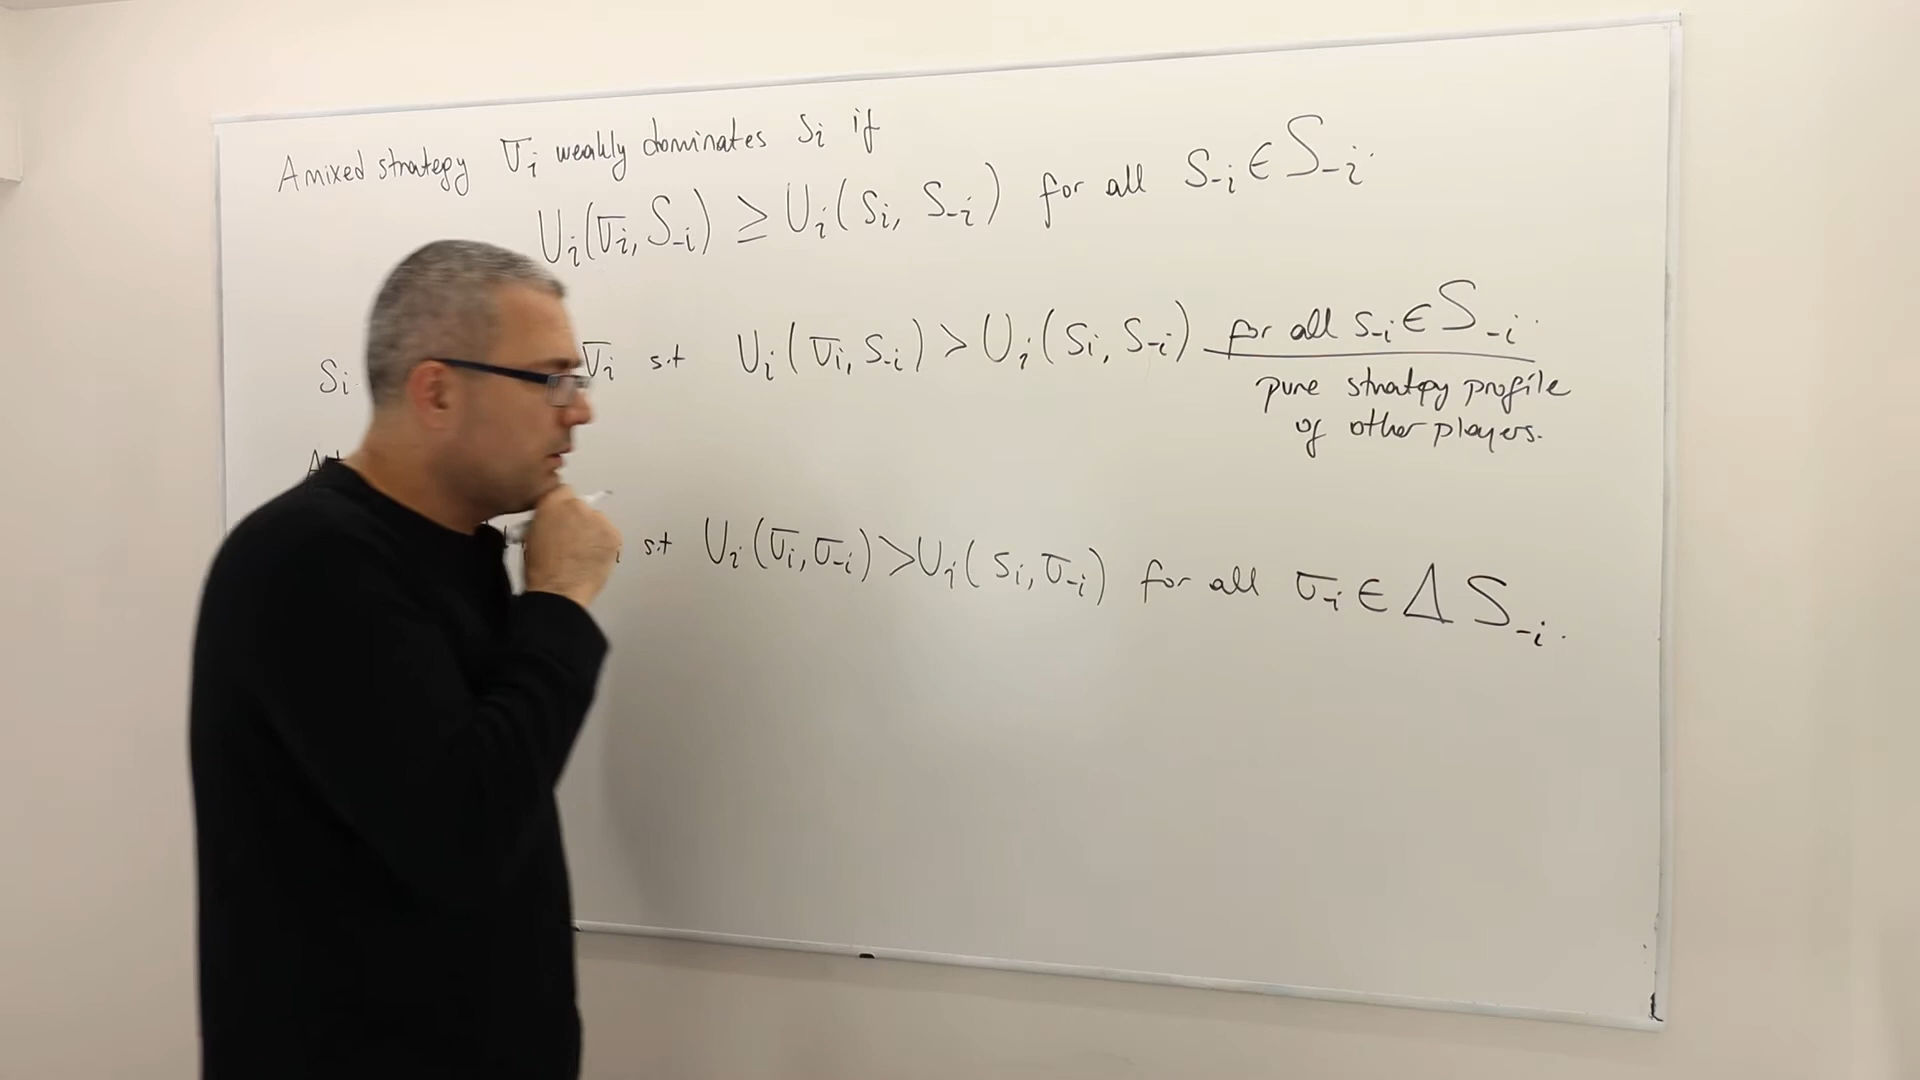 A mixed strategy σi weakly dominates si if
Ui(σi, S-i) ≥ Ui(si, S-i) for all s-i ∈ S-i.
Si σi s.t Ui(σi, s-i) > Ui(si, s-i) for all s-i ∈ S-i.
pure strategy profile
of other players.
i s.t Ui(σi, σ-i) > Ui(si, σ-i) for all σ-i ∈ Δ S-i.